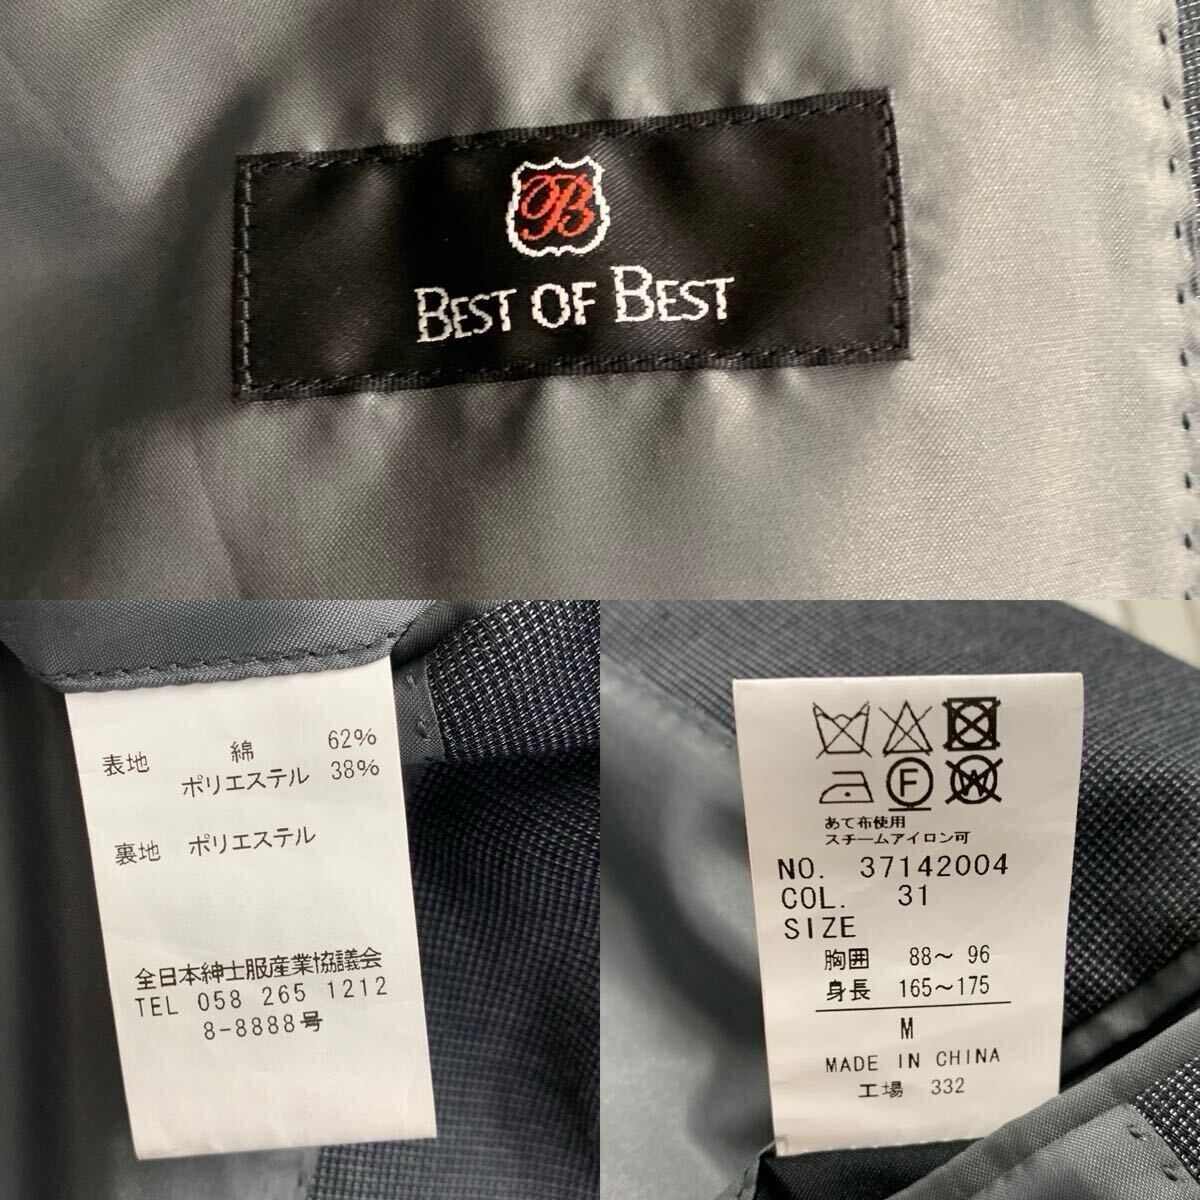 B
BEST OF BEST
表地 綿 62%
ポリエステル 38%
裏地 ポリエステル
全日本紳士服産業協議会
TEL 058 265 1212
8-8888号
F W
あて布使用
スチームアイロン可
NO. 37142004
COL. 31
SIZE
胸囲 88〜 96
身長 165〜175
M
MADE IN CHINA
工場 332